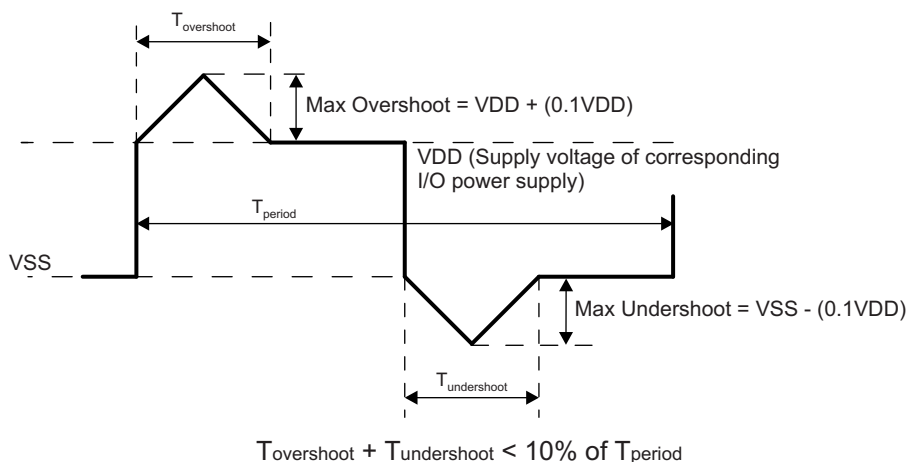 Tovershoot
Max Overshoot = VDD + (0.1VDD)
VDD (Supply voltage of corresponding
I/O power supply)
Tperiod
VSS
Max Undershoot = VSS - (0.1VDD)
Tundershoot
Tovershoot + Tundershoot < 10% of Tperiod